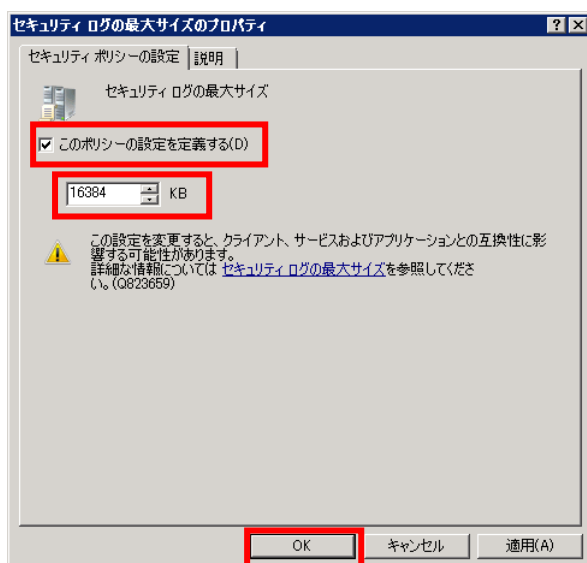 セキュリティ ログの最大サイズのプロパティ
セキュリティ ポリシーの設定 説明
セキュリティ ログの最大サイズ
このポリシーの設定を定義する(D)
16384 KB
この設定を変更すると、クライアント、サービスおよびアプリケーションとの互換性に影
響する可能性があります。
詳細な情報については セキュリティ ログの最大サイズを参照してくださ
い。(Q823659)
OK キャンセル 適用(A)